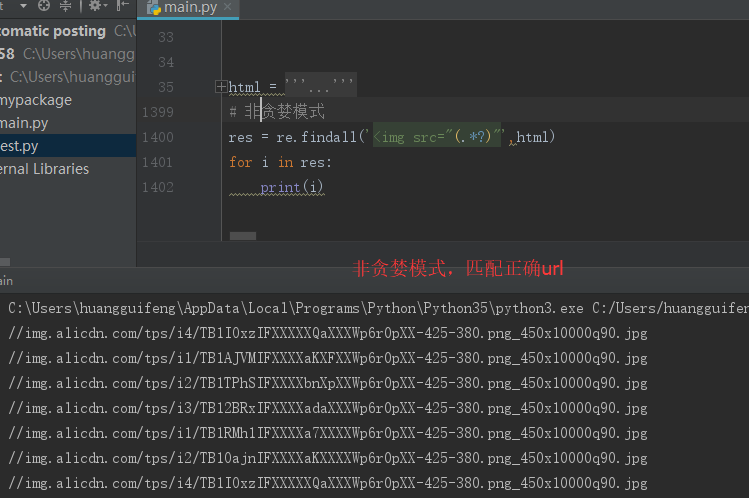 main.py
tomatic posting C:\U
58 C:\Users\huanggui
C:\Users\huangguifen
mypackage
main.py
est.py
ernal Libraries
33
34
35 html = '''...'''
1399 # 非贪婪模式
1400 res = re.findall('<img src="(.*?)"',html)
1401 for i in res:
1402 print(i)
非贪婪模式，匹配正确url
ain
C:\Users\huangguifeng\AppData\Local\Programs\Python\Python35\python3.exe C:/Users/huangguifeng
//img.alicdn.com/tps/i4/TB1I0xzIFXXXXXQaXXXWp6r0pXX-425-380.png_450x10000q90.jpg
//img.alicdn.com/tps/i1/TB1AJVMIFXXXXaKXFXXWp6r0pXX-425-380.png_450x10000q90.jpg
//img.alicdn.com/tps/i2/TB1TPhSIFXXXXbnXpXXWp6r0pXX-425-380.png_450x10000q90.jpg
//img.alicdn.com/tps/i3/TB12BRxIFXXXXadaXXXWp6r0pXX-425-380.png_450x10000q90.jpg
//img.alicdn.com/tps/i1/TB1RMh1IFXXXXa7XXXXWp6r0pXX-425-380.png_450x10000q90.jpg
//img.alicdn.com/tps/i2/TB10ajnIFXXXXaKXXXXWp6r0pXX-425-380.png_450x10000q90.jpg
//img.alicdn.com/tps/i4/TB1I0xzIFXXXXXQaXXXWp6r0pXX-425-380.png_450x10000q90.jpg